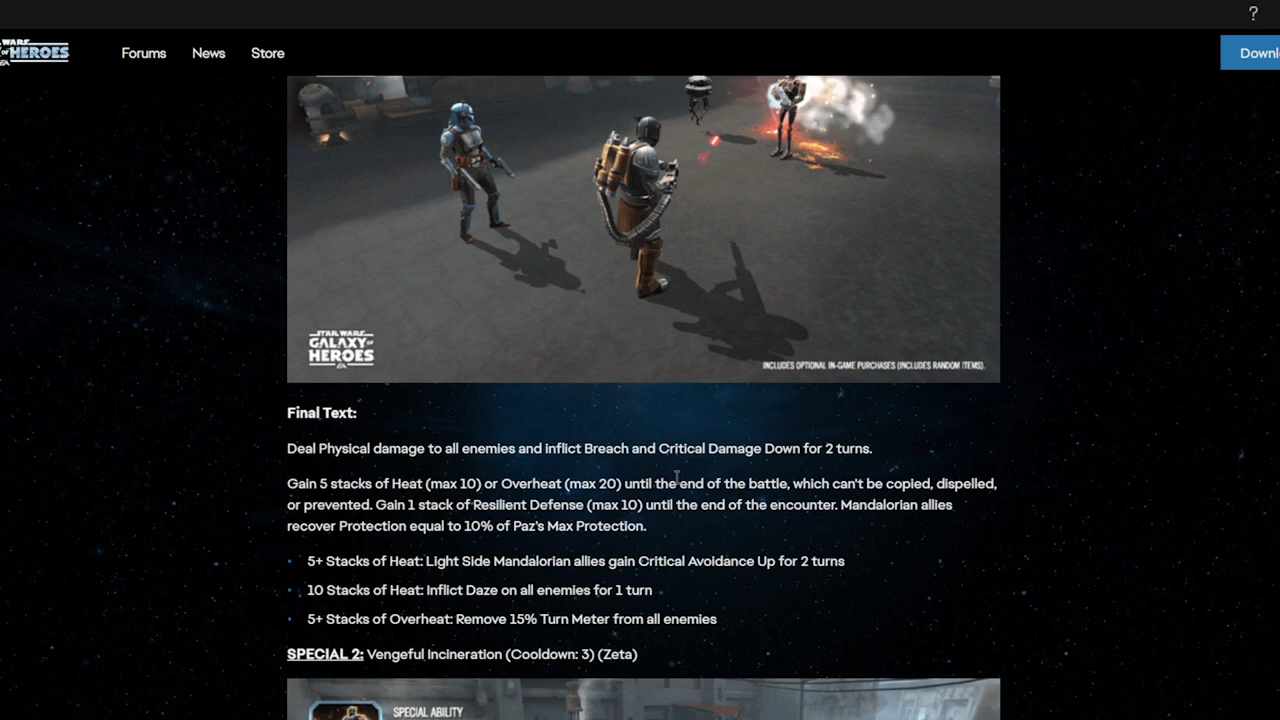 ?
WARS
OF HEROES
EA
Forums News Store
Downl
STAR WARS
GALAXY OF
HEROES
EA
INCLUDES OPTIONAL IN-GAME PURCHASES (INCLUDES RANDOM ITEMS).
Final Text:
Deal Physical damage to all enemies and inflict Breach and Critical Damage Down for 2 turns.
Gain 5 stacks of Heat (max 10) or Overheat (max 20) until the end of the battle, which can't be copied, dispelled,
or prevented. Gain 1 stack of Resilient Defense (max 10) until the end of the encounter. Mandalorian allies
recover Protection equal to 10% of Paz's Max Protection.
• 5+ Stacks of Heat: Light Side Mandalorian allies gain Critical Avoidance Up for 2 turns
• 10 Stacks of Heat: Inflict Daze on all enemies for 1 turn
• 5+ Stacks of Overheat: Remove 15% Turn Meter from all enemies
SPECIAL 2: Vengeful Incineration (Cooldown: 3) (Zeta)
SPECIAL ABILITY